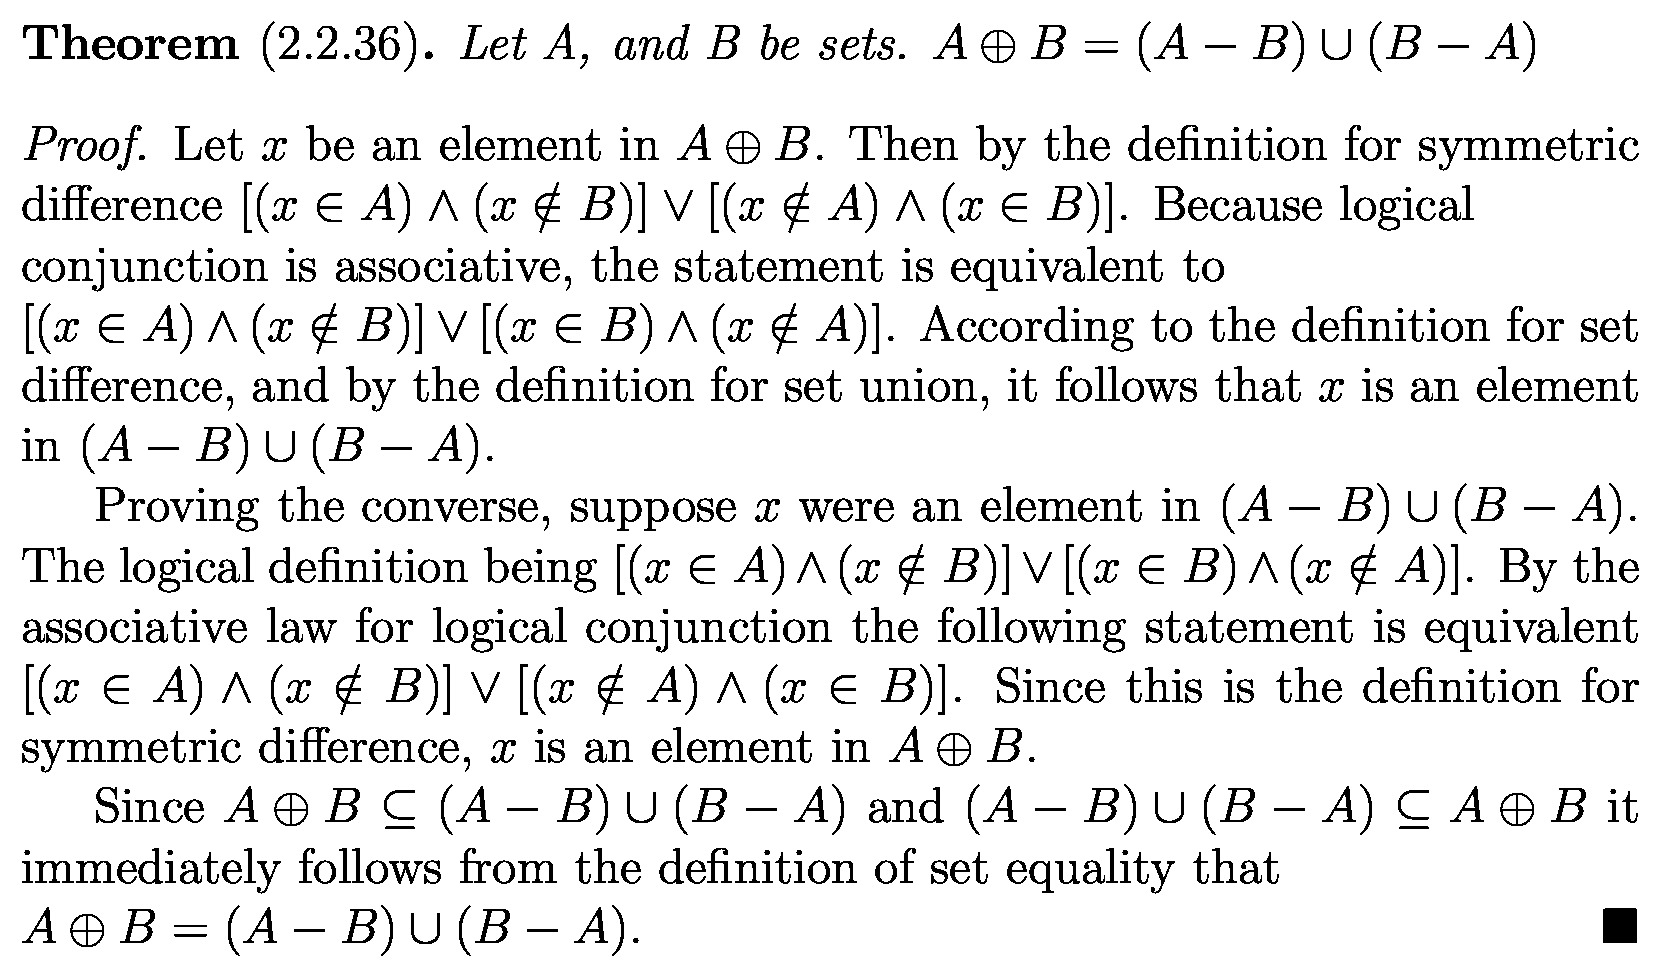 Theorem (2.2.36). Let A, and B be sets. A ⊕ B = (A − B) ∪ (B − A)
Proof. Let x be an element in A ⊕ B. Then by the definition for symmetric
difference [(x ∈ A) ∧ (x ∉ B)] ∨ [(x ∉ A) ∧ (x ∈ B)]. Because logical
conjunction is associative, the statement is equivalent to
[(x ∈ A) ∧ (x ∉ B)] ∨ [(x ∈ B) ∧ (x ∉ A)]. According to the definition for set
difference, and by the definition for set union, it follows that x is an element
in (A − B) ∪ (B − A).
Proving the converse, suppose x were an element in (A − B) ∪ (B − A).
The logical definition being [(x ∈ A) ∧ (x ∉ B)] ∨ [(x ∈ B) ∧ (x ∉ A)]. By the
associative law for logical conjunction the following statement is equivalent
[(x ∈ A) ∧ (x ∉ B)] ∨ [(x ∉ A) ∧ (x ∈ B)]. Since this is the definition for
symmetric difference, x is an element in A ⊕ B.
Since A ⊕ B ⊆ (A − B) ∪ (B − A) and (A − B) ∪ (B − A) ⊆ A ⊕ B it
immediately follows from the definition of set equality that
A ⊕ B = (A − B) ∪ (B − A). ■